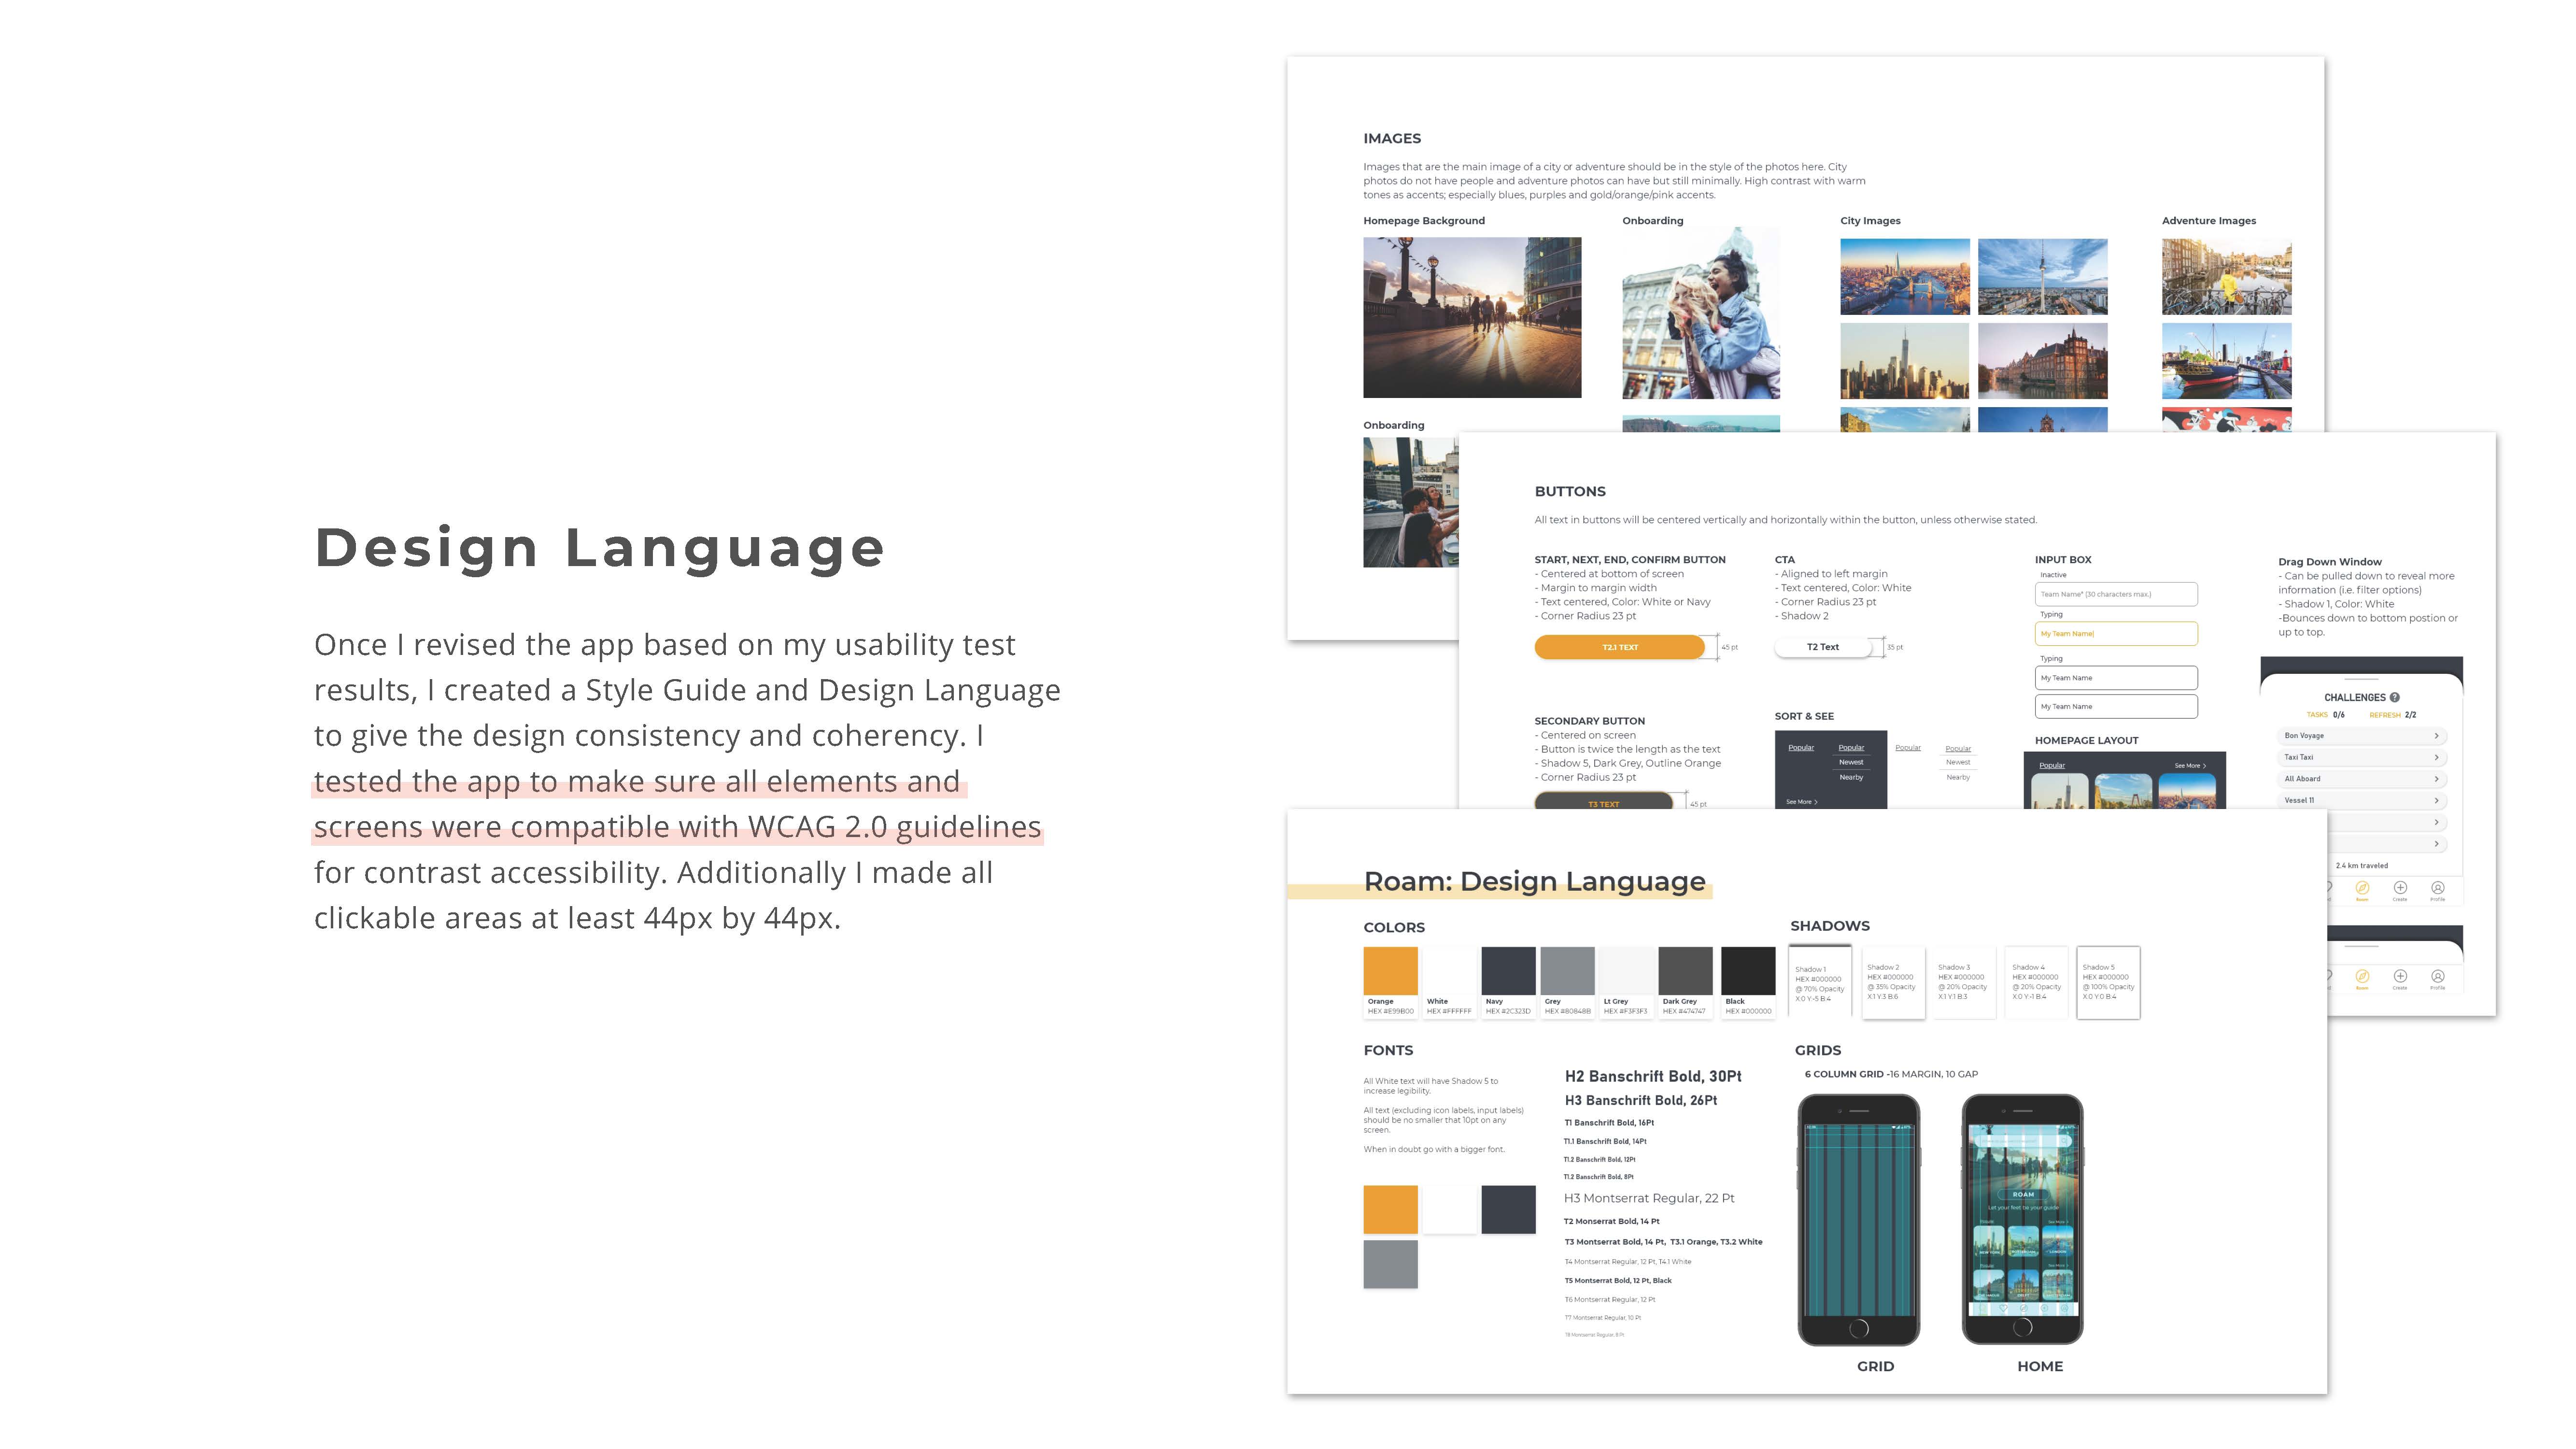 Design Language
Once I revised the app based on my usability test
results, I created a Style Guide and Design Language
to give the design consistency and coherency. I
tested the app to make sure all elements and
screens were compatible with WCAG 2.0 guidelines
for contrast accessibility. Additionally I made all
clickable areas at least 44px by 44px.
IMAGES
Images that are the main image of a city or adventure should be in the style of the photos here. City
photos do not have people and adventure photos can have but still minimally. High contrast with warm
tones as accents; especially blues, purples and gold/orange/pink accents.
Homepage Background
Onboarding
City Images
Adventure Images
Onboarding
BUTTONS
All text in buttons will be centered vertically and horizontally within the button, unless otherwise stated.
START, NEXT, END, CONFIRM BUTTON
- Centered at bottom of screen
- Margin to margin width
- Text centered, Color: White or Navy
- Corner Radius 23 pt
T2.1 TEXT
45 pt
CTA
- Aligned to left margin
- Text centered, Color: White
- Corner Radius 23 pt
- Shadow 2
T2 Text
35 pt
INPUT BOX
Inactive
Team Name* (30 characters max.)
Typing
My Team Name|
Typing
My Team Name
My Team Name
Drag Down Window
- Can be pulled down to reveal more
information (i.e. filter options)
- Shadow 1, Color: White
-Bounces down to bottom postion or
up to top.
CHALLENGES ?
TASKS 0/6 REFRESH 2/2
Bon Voyage
Taxi Taxi
All Aboard
Vessel 11
2.4 km traveled
Roam Create Profile
Roam Create Profile
SECONDARY BUTTON
- Centered on screen
- Button is twice the length as the text
- Shadow 5, Dark Grey, Outline Orange
- Corner Radius 23 pt
T3 TEXT
45 pt
SORT & SEE
Popular Popular Popular Popular
Newest Newest
Nearby Nearby
See More >
HOMEPAGE LAYOUT
Popular See More >
Roam: Design Language
COLORS
Orange
HEX #E99B00
White
HEX #FFFFFF
Navy
HEX #2C323D
Grey
HEX #80848B
Lt Grey
HEX #F3F3F3
Dark Grey
HEX #474747
Black
HEX #000000
SHADOWS
Shadow 1
HEX #000000
@ 70% Opacity
X:0 Y:-5 B:4
Shadow 2
HEX #000000
@ 35% Opacity
X:1 Y:3 B:6
Shadow 3
HEX #000000
@ 20% Opacity
X:1 Y:1 B:3
Shadow 4
HEX #000000
@ 20% Opacity
X:0 Y:-1 B:4
Shadow 5
HEX #000000
@ 100% Opacity
X:0 Y:0 B:4
FONTS
All White text will have Shadow 5 to
increase legibility.
All text (excluding icon labels, input labels)
should be no smaller that 10pt on any
screen.
When in doubt go with a bigger font.
H2 Banschrift Bold, 30Pt
H3 Banschrift Bold, 26Pt
T1 Banschrift Bold, 16Pt
T1.1 Banschrift Bold, 14Pt
T1.2 Banschrift Bold, 12Pt
T1.2 Banschrift Bold, 8Pt
H3 Montserrat Regular, 22 Pt
T2 Monserrat Bold, 14 Pt
T3 Montserrat Bold, 14 Pt, T3.1 Orange, T3.2 White
T4 Montserrat Regular, 12 Pt, T4.1 White
T5 Montserrat Bold, 12 Pt, Black
T6 Montserrat Regular, 12 Pt
T7 Montserrat Regular, 10 Pt
T8 Montserrat Regular, 8 Pt
GRIDS
6 COLUMN GRID -16 MARGIN, 10 GAP
ROAM
Let your feet be your guide
See More >
NEW YORK
LONDON
See More >
GRID
HOME